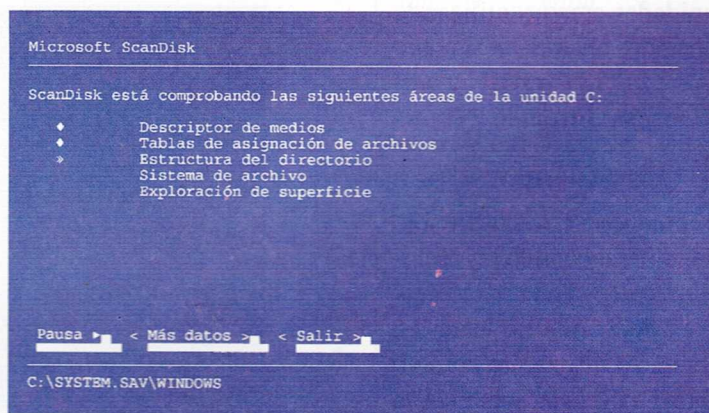 Microsoft ScanDisk
ScanDisk está comprobando las siguientes áreas de la unidad C:
♦ Descriptor de medios
♦ Tablas de asignación de archivos
» Estructura del directorio
Sistema de archivo
Exploración de superficie
Pausa ► < Más datos > < Salir >
C:\SYSTEM.SAV\WINDOWS